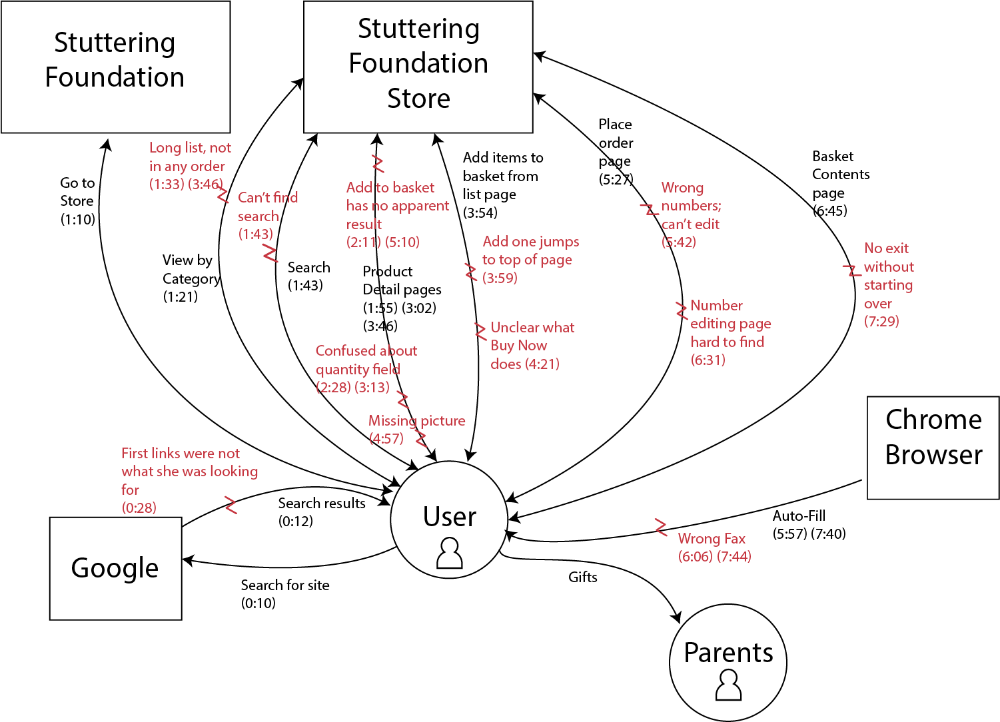 Stuttering
Foundation
Stuttering
Foundation
Store
Go to
Store
(1:10)
Long list, not
in any order
(1:33) (3:46)
View by
Category
(1:21)
Can't find
search
(1:43)
Search
(1:43)
Add to basket
has no apparent
result
(2:11) (5:10)
Product
Detail pages
(1:55) (3:02)
(3:46)
Confused about
quantity field
(2:28) (3:13)
Missing picture
(4:57)
Add items to
basket from
list page
(3:54)
Add one jumps
to top of page
(3:59)
Unclear what
Buy Now
does (4:21)
Place
order
page
(5:27)
Wrong
numbers;
can't edit
(5:42)
Number
editing page
hard to find
(6:31)
Basket
Contents
page
(6:45)
No exit
without
starting
over
(7:29)
Chrome
Browser
Auto-Fill
(5:57) (7:40)
Wrong Fax
(6:06) (7:44)
First links were not
what she was looking
for
(0:28)
Search results
(0:12)
User
Google
Search for site
(0:10)
Gifts
Parents